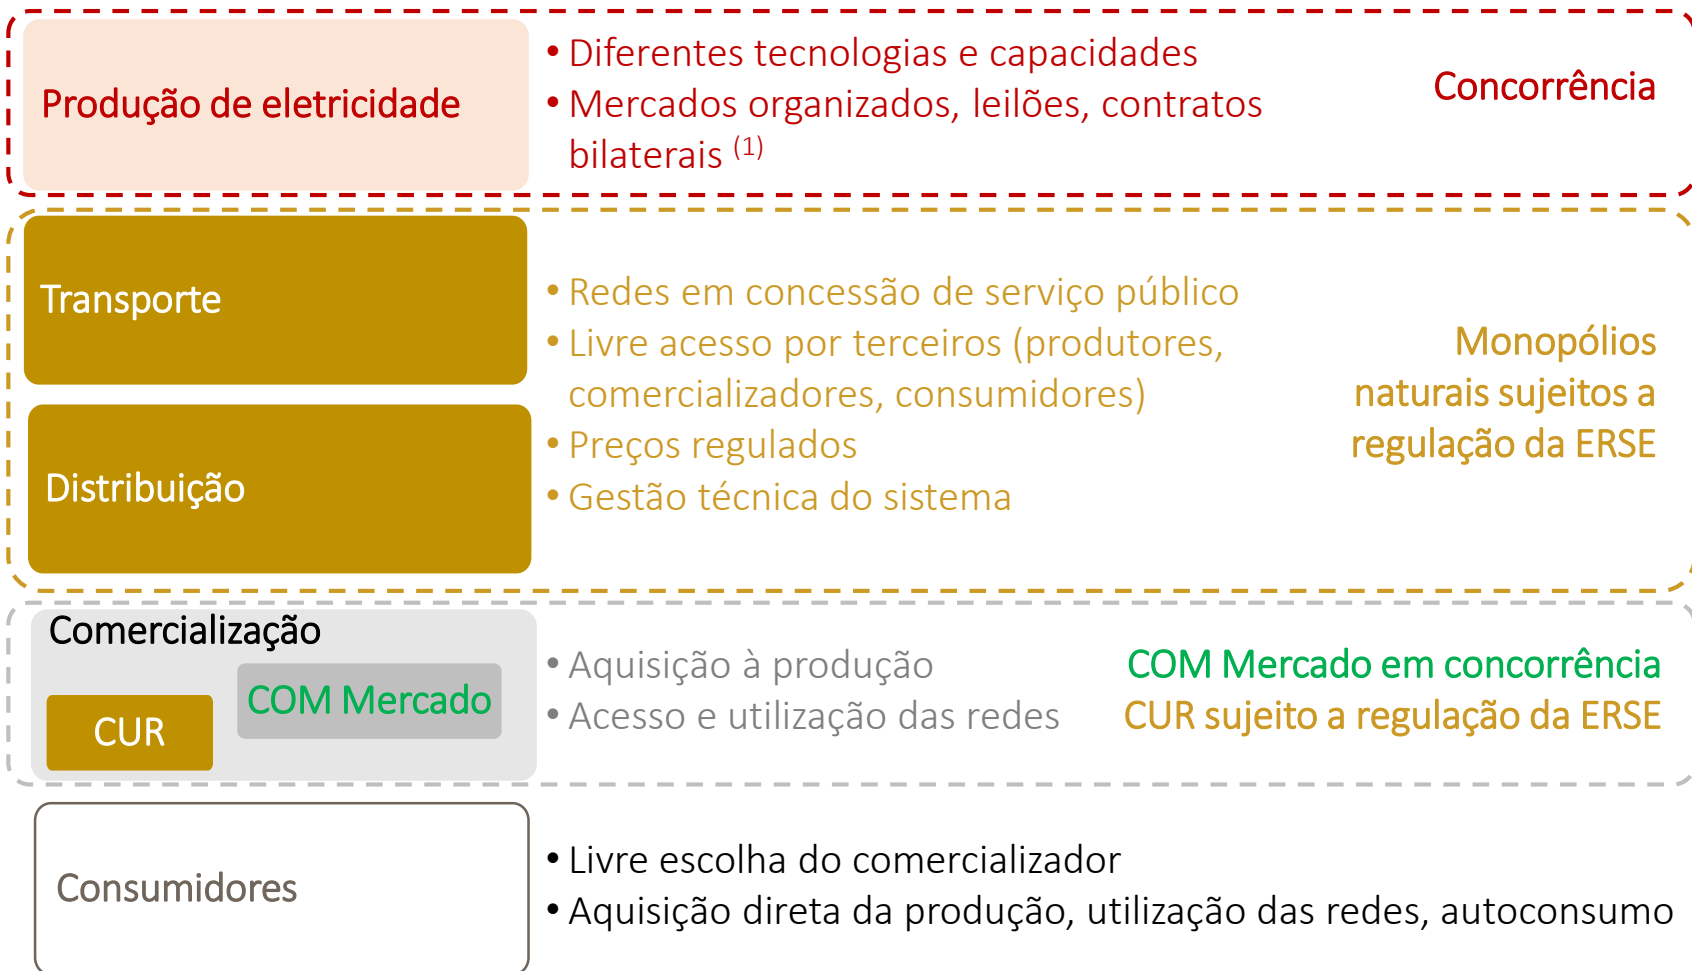 Produção de eletricidade
• Diferentes tecnologias e capacidades
• Mercados organizados, leilões, contratos
bilaterais (1)
Concorrência
Transporte
Distribuição
• Redes em concessão de serviço público
• Livre acesso por terceiros (produtores,
comercializadores, consumidores)
• Preços regulados
• Gestão técnica do sistema
Monopólios
naturais sujeitos a
regulação da ERSE
Comercialização
CUR
COM Mercado
• Aquisição à produção
• Acesso e utilização das redes
COM Mercado em concorrência
CUR sujeito a regulação da ERSE
Consumidores
• Livre escolha do comercializador
• Aquisição direta da produção, utilização das redes, autoconsumo